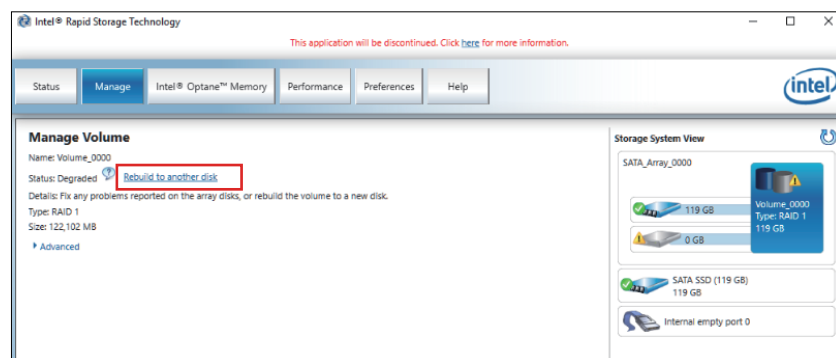 Intel® Rapid Storage Technology
This application will be discontinued. Click here for more information.
Status
Manage
Intel® Optane™ Memory
Performance
Preferences
Help
intel
Manage Volume
Name: Volume_0000
Status: Degraded
Rebuild to another disk
Details: Fix any problems reported on the array disks, or rebuild the volume to a new disk.
Type: RAID 1
Size: 122,102 MB
Advanced
Storage System View
SATA_Array_0000
119 GB
0 GB
Volume_0000
Type: RAID 1
119 GB
SATA SSD (119 GB)
119 GB
Internal empty port 0